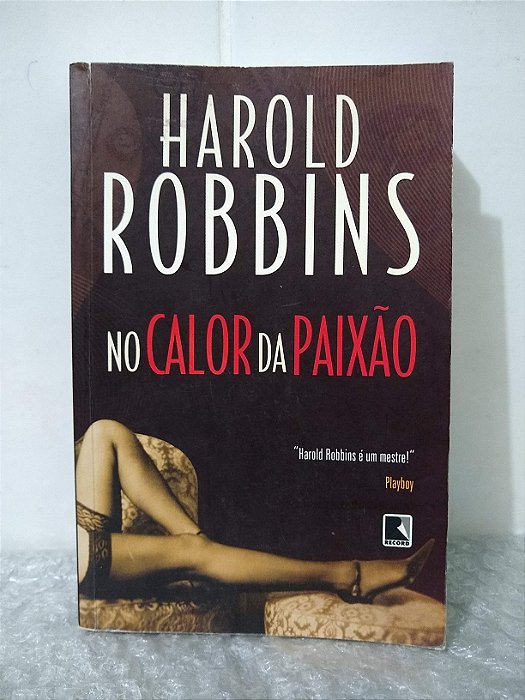 HAROLD
ROBBINS
NO CALOR DA PAIXÃO
"Harold Robbins é um mestre!"
Playboy
R
RECORD